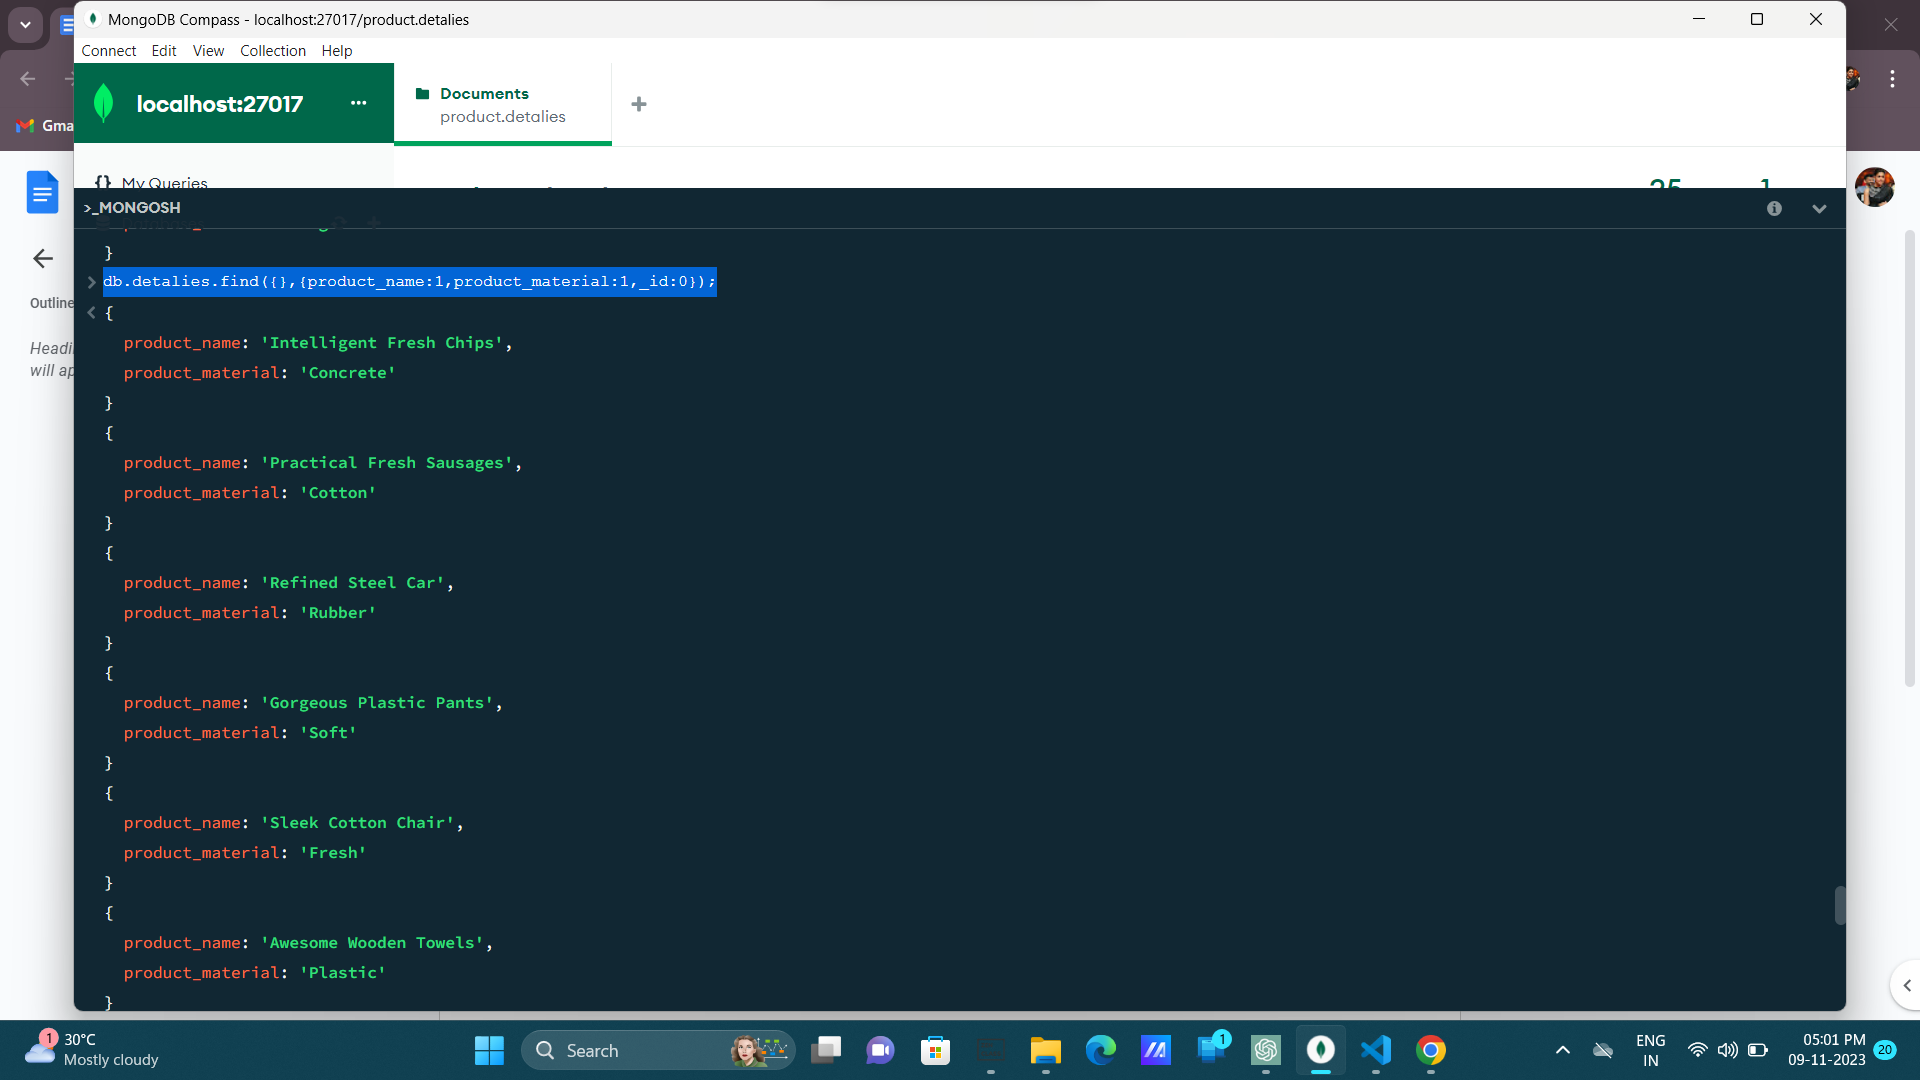 MongoDB Compass - localhost:27017/product.detalies
Connect Edit View Collection Help
localhost:27017
...
Documents
product.detalies
+
Gma
{} My Queries
25 1
>_MONGOSH
}
> db.detalies.find({},{product_name:1,product_material:1,_id:0});
< {
product_name: 'Intelligent Fresh Chips',
product_material: 'Concrete'
}
{
product_name: 'Practical Fresh Sausages',
product_material: 'Cotton'
}
{
product_name: 'Refined Steel Car',
product_material: 'Rubber'
}
{
product_name: 'Gorgeous Plastic Pants',
product_material: 'Soft'
}
{
product_name: 'Sleek Cotton Chair',
product_material: 'Fresh'
}
{
product_name: 'Awesome Wooden Towels',
product_material: 'Plastic'
}
Outline
Headi
will ap
1
30°C
Mostly cloudy
Search
1
ENG
IN
05:01 PM
09-11-2023
20